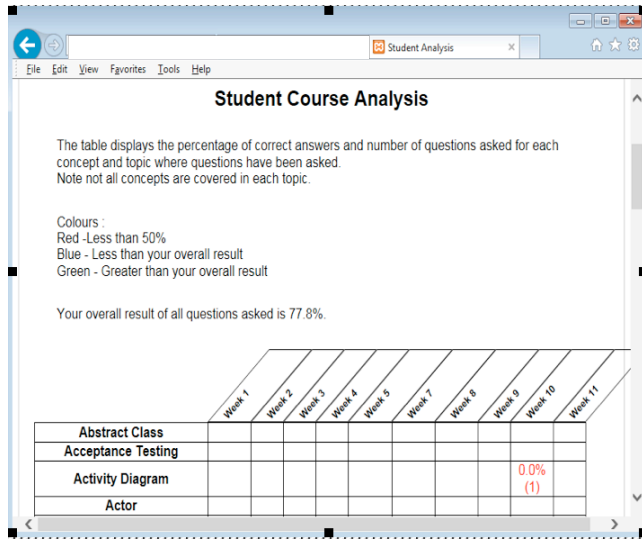 Student Analysis
File Edit View Favorites Tools Help
Student Course Analysis
The table displays the percentage of correct answers and number of questions asked for each
concept and topic where questions have been asked.
Note not all concepts are covered in each topic.
Colours :
Red -Less than 50%
Blue - Less than your overall result
Green - Greater than your overall result
Your overall result of all questions asked is 77.8%.
Week 1 Week 2 Week 3 Week 4 Week 5 Week 7 Week 8 Week 9 Week 10 Week 11
Abstract Class
Acceptance Testing
Activity Diagram 0.0%
(1)
Actor